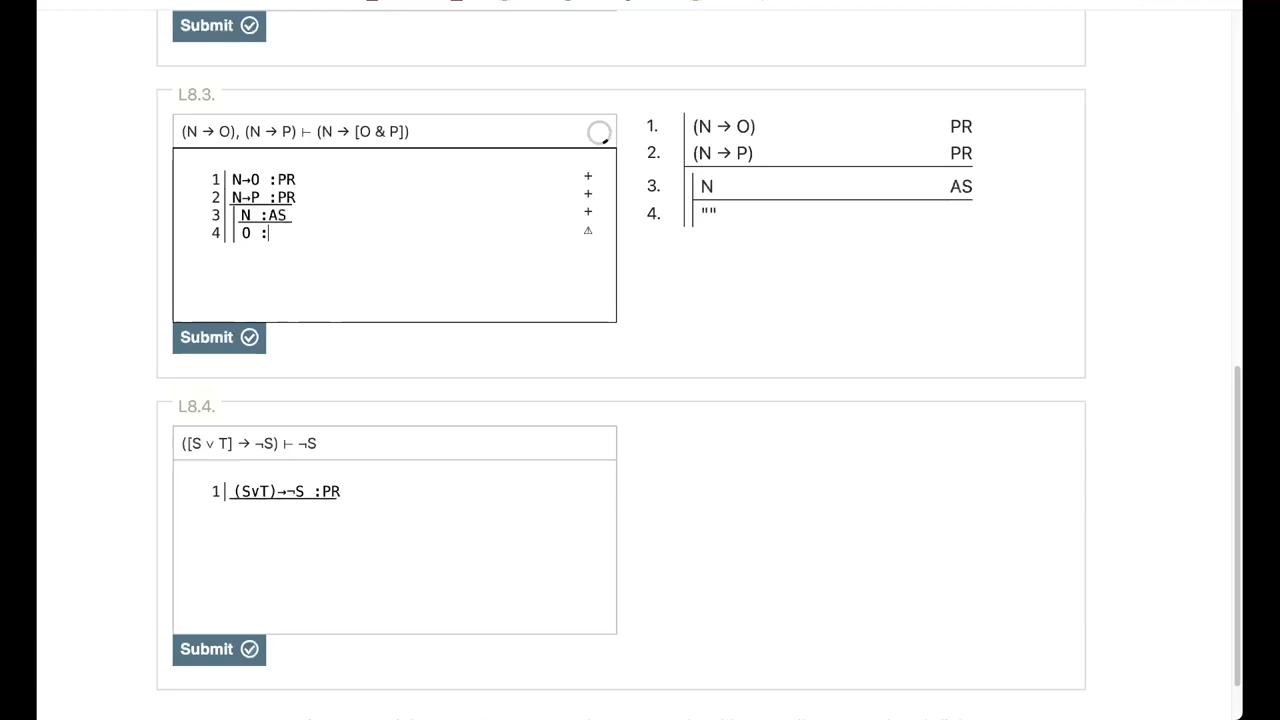 Submit
L8.3.
(N → O), (N → P) ⊢ (N → [O & P])
1 N→O :PR +
2 N→P :PR +
3 N :AS +
4 O : ⚠
1. (N → O) PR
2. (N → P) PR
3. N AS
4. ""
Submit
L8.4.
([S ∨ T] → ¬S) ⊢ ¬S
1 (S∨T)→¬S :PR
Submit